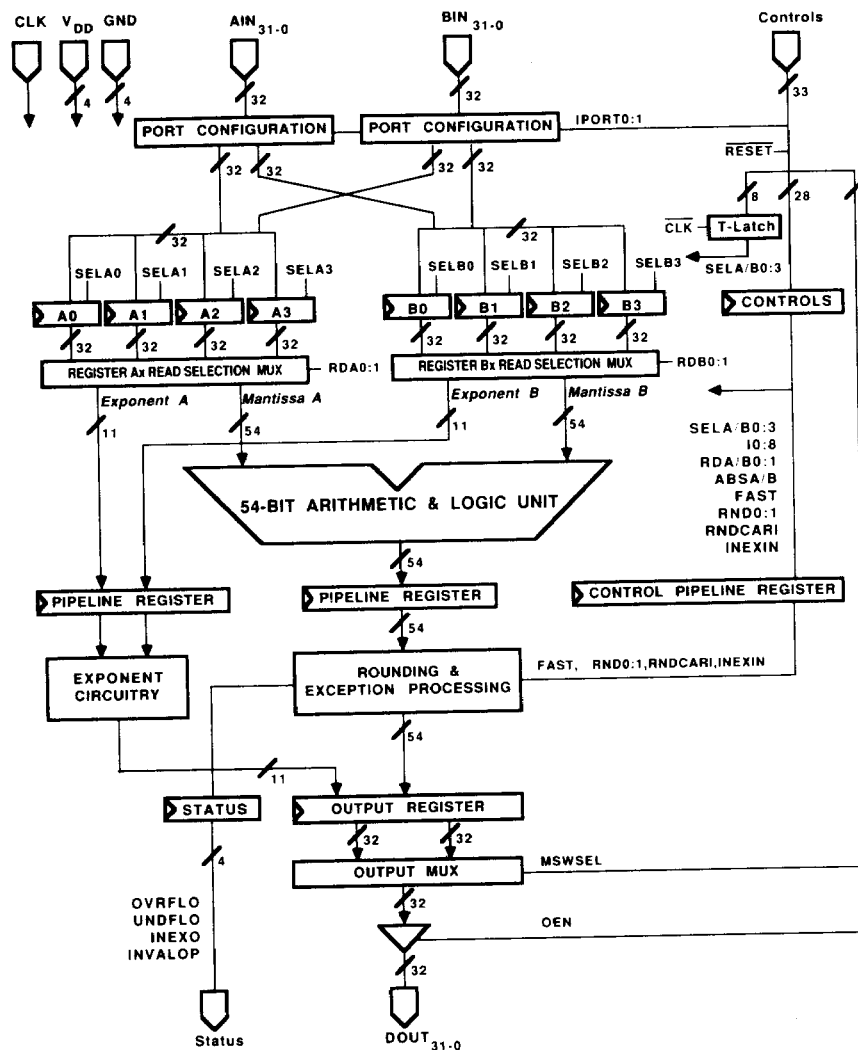 CLK VDD GND AIN31-0 BIN31-0 Controls
4 4 32 32 33
PORT CONFIGURATION PORT CONFIGURATION IPORT0:1
32 32 32 32 RESET
8 28
32 32 CLK T-Latch
SELA0 SELA1 SELA2 SELA3 SELB0 SELB1 SELB2 SELB3 SELA/B0:3
A0 A1 A2 A3 B0 B1 B2 B3 CONTROLS
32 32 32 32 32 32 32 32
REGISTER Ax READ SELECTION MUX RDA0:1 REGISTER Bx READ SELECTION MUX RDB0:1
Exponent A Mantissa A Exponent B Mantissa B
11 54 11 54
SELA/B0:3
I0:8
RDA/B0:1
ABSA/B
FAST
RND0:1
RNDCARI
INEXIN
54-BIT ARITHMETIC & LOGIC UNIT
54
PIPELINE REGISTER PIPELINE REGISTER CONTROL PIPELINE REGISTER
54
EXPONENT
CIRCUITRY
ROUNDING &
EXCEPTION PROCESSING
FAST, RND0:1,RNDCARI,INEXIN
54
11
STATUS OUTPUT REGISTER
32 32
4
OUTPUT MUX MSWSEL
32
OVRFLO
UNDFLO
INEXO
INVALOP
OEN
32
Status DOUT31-0